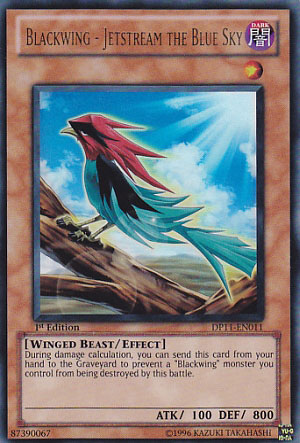 Blackwing - Jetstream the Blue Sky
DARK
闇
1st Edition
DP11-EN011
[Winged Beast/Effect]
During damage calculation, you can send this card from your
hand to the Graveyard to prevent a "Blackwing" monster you
control from being destroyed by this battle.
ATK/ 100 DEF/ 800
87390067
©1996 KAZUKI TAKAHASHI